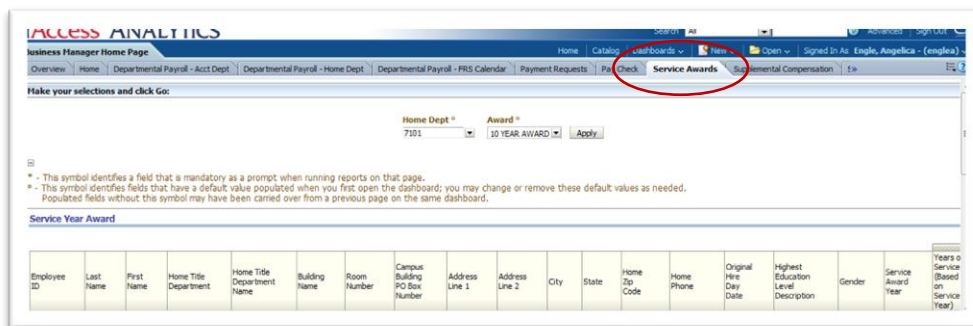 Access ANALYTICS
Search All Advanced Sign Out
Business Manager Home Page Home Catalog Dashboards New Open Signed In As Engle, Angelica - (englea)
Overview Home Departmental Payroll - Acct Dept Departmental Payroll - Home Dept Departmental Payroll - FRS Calendar Payment Requests Pay Check Service Awards Supplemental Compensation
Make your selections and click Go:
Home Dept * Award *
7101 10 YEAR AWARD Apply
* - This symbol identifies a field that is mandatory as a prompt when running reports on that page.
* - This symbol identifies fields that have a default value populated when you first open the dashboard; you may change or remove these default values as needed.
Populated fields without this symbol may have been carried over from a previous page on the same dashboard.
Service Year Award
Employee ID Last Name First Name Home Title Department Home Title Department Name Building Name Room Number Campus Building PO Box Number Address Line 1 Address Line 2 City State Home Zip Code Home Phone Original Hire Day Date Highest Education Level Description Gender Service Award Year Years o Service (Based on Service Year)